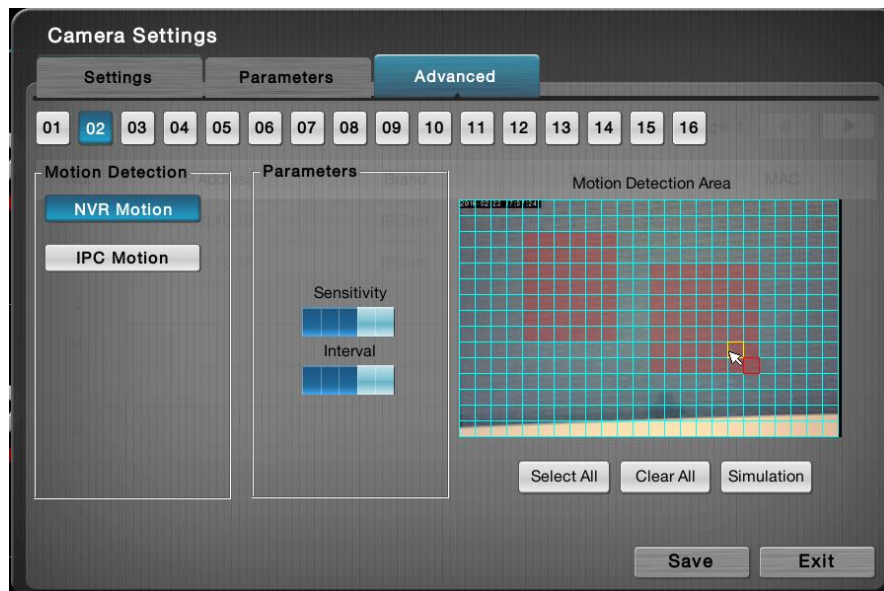 Camera Settings
Settings Parameters Advanced
01 02 03 04 05 06 07 08 09 10 11 12 13 14 15 16
Motion Detection
NVR Motion
IPC Motion
Parameters
Sensitivity
Interval
Motion Detection Area
Select All Clear All Simulation
Save Exit